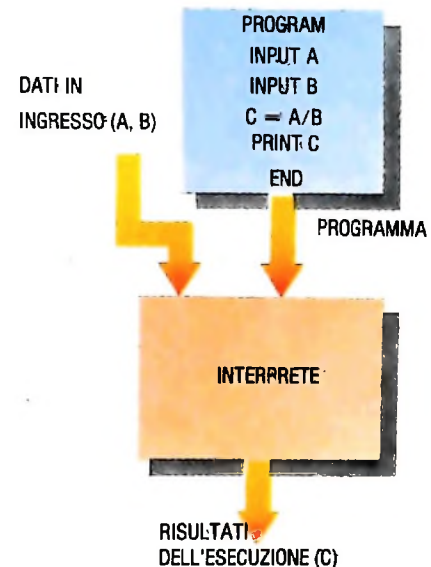 PROGRAM
INPUT A
INPUT B
C = A/B
PRINT C
END
DATI IN
INGRESSO (A, B)
PROGRAMMA
INTERPRETE
RISULTATI
DELL'ESECUZIONE (C)